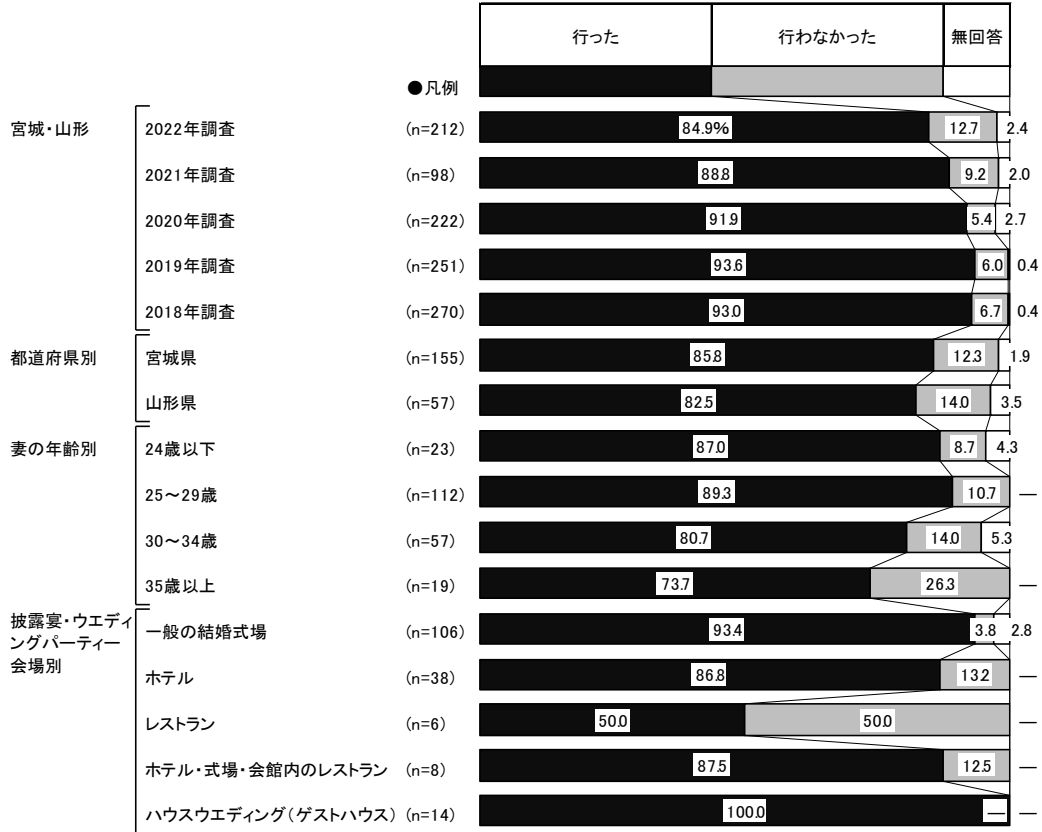 行った 行わなかった 無回答
●凡例
宮城・山形 2022年調査 (n=212) 84.9% 12.7 2.4
2021年調査 (n=98) 88.8 9.2 2.0
2020年調査 (n=222) 91.9 5.4 2.7
2019年調査 (n=251) 93.6 6.0 0.4
2018年調査 (n=270) 93.0 6.7 0.4
都道府県別 宮城県 (n=155) 85.8 12.3 1.9
山形県 (n=57) 82.5 14.0 3.5
妻の年齢別 24歳以下 (n=23) 87.0 8.7 4.3
25～29歳 (n=112) 89.3 10.7 —
30～34歳 (n=57) 80.7 14.0 5.3
35歳以上 (n=19) 73.7 26.3 —
披露宴・ウエディ
ングパーティー
会場別
一般の結婚式場 (n=106) 93.4 3.8 2.8
ホテル (n=38) 86.8 13.2 —
レストラン (n=6) 50.0 50.0 —
ホテル・式場・会館内のレストラン (n=8) 87.5 12.5 —
ハウスウエディング(ゲストハウス) (n=14) 100.0 — —